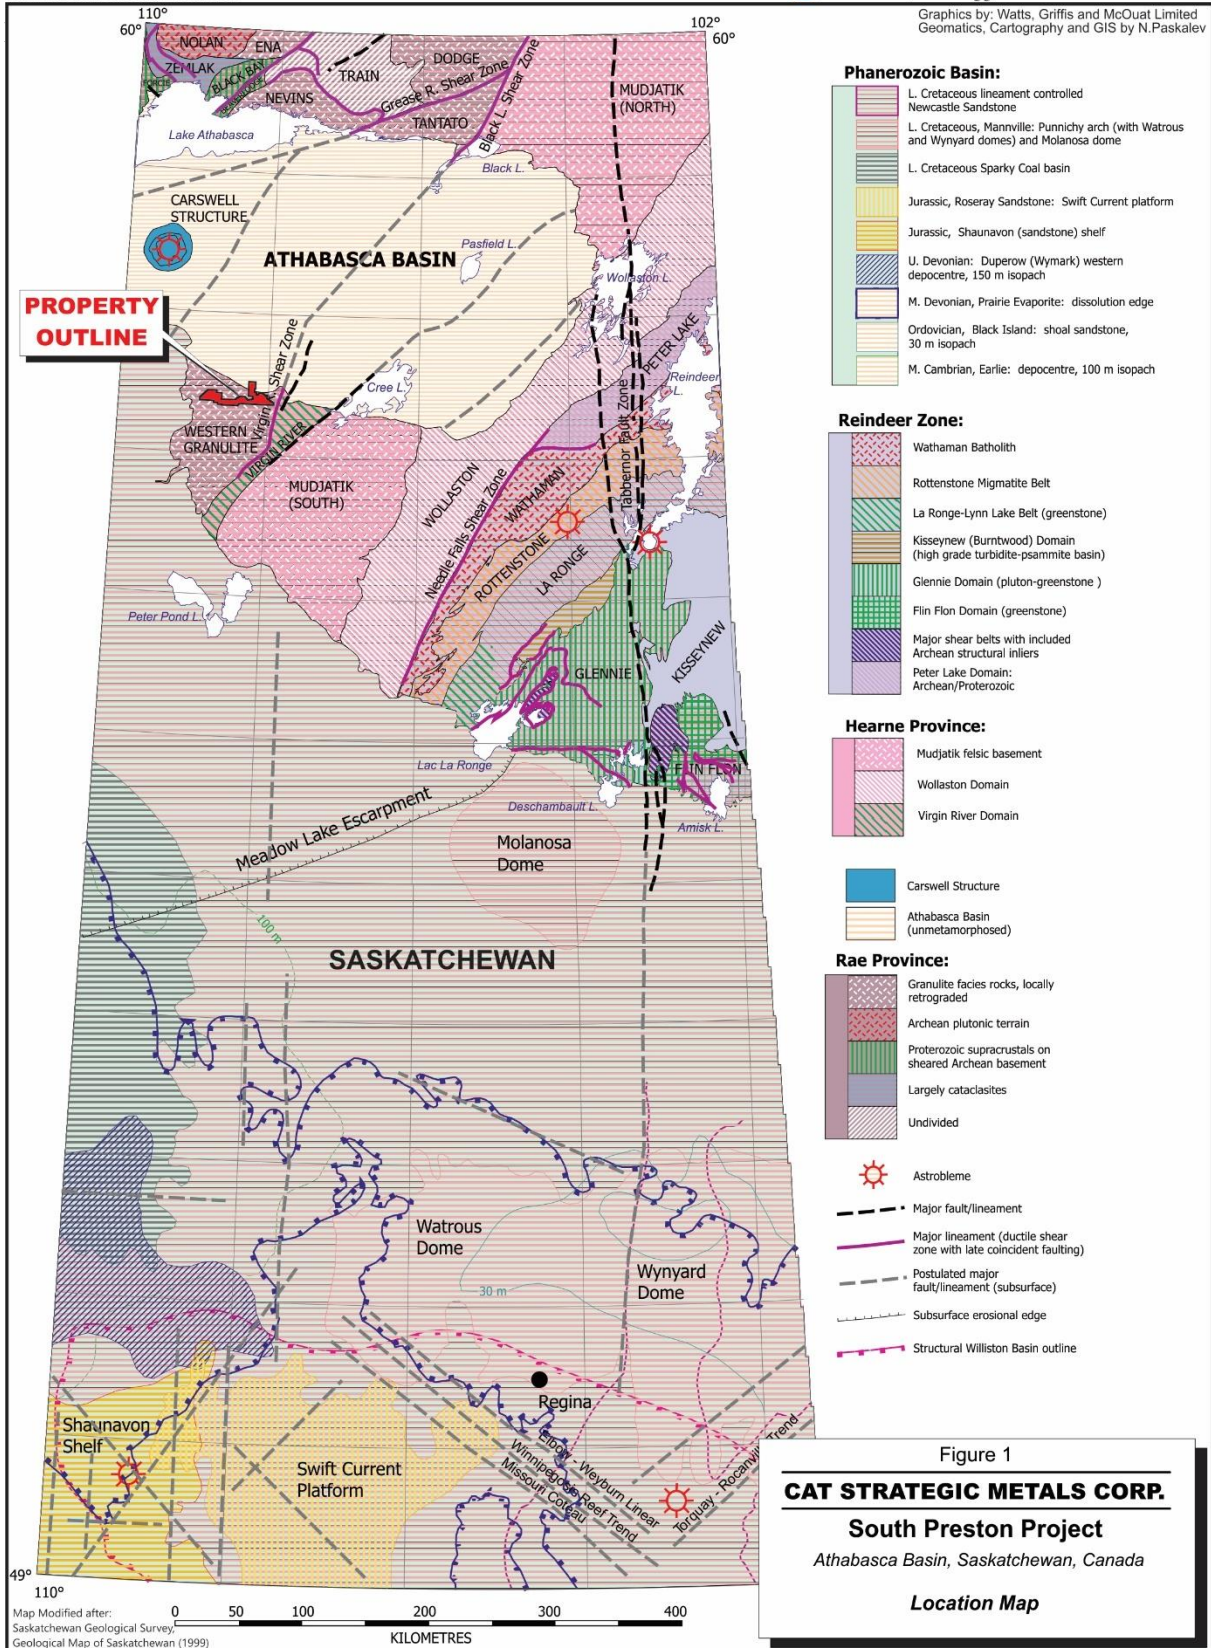 Graphics by: Watts, Griffis and McOuat Limited
Geomatics, Cartography and GIS by N.Paskalev
110°
60°
102°
60°
NOLAN
ENA
ZEMLAK
BLACK BAY
TRAIN
DODGE
NEVINS
Grease R. Shear Zone
TANTATO
Black L. Shear Zone
MUDJATIK
(NORTH)
Lake Athabasca
Black L.
CARSWELL
STRUCTURE
ATHABASCA BASIN
Pasfield L.
Wollaston L.
PROPERTY
OUTLINE
Virgin R. Shear Zone
Cree L.
PETER LAKE
Reindeer
L.
WESTERN
GRANULITE
VIRGIN RIVER
MUDJATIK
(SOUTH)
WOLLASTON
Needle Falls Shear Zone
WATHAMAN
Tabbernor Fault Zone
ROTTENSTONE
LA RONGE
Peter Pond L.
GLENNIE
KISSEYNEW
Lac La Ronge
FLIN FLON
Deschambault L.
Amisk L.
Meadow Lake Escarpment
Molanosa
Dome
100 m
SASKATCHEWAN
Watrous
Dome
Wynyard
Dome
30 m
Regina
Shaunavon
Shelf
Swift Current
Platform
Elbow - Weyburn Linear
Winnipegosis Reef Trend
Missouri Coteau
Torquay - Rocanville Trend
49°
110°
Map Modified after:
Saskatchewan Geological Survey,
Geological Map of Saskatchewan (1999)
0 50 100 200 300 400
KILOMETRES
Phanerozoic Basin:
L. Cretaceous lineament controlled
Newcastle Sandstone
L. Cretaceous, Mannville: Punnichy arch (with Watrous
and Wynyard domes) and Molanosa dome
L. Cretaceous Sparky Coal basin
Jurassic, Roseray Sandstone: Swift Current platform
Jurassic, Shaunavon (sandstone) shelf
U. Devonian: Duperow (Wymark) western
depocentre, 150 m isopach
M. Devonian, Prairie Evaporite: dissolution edge
Ordovician, Black Island: shoal sandstone,
30 m isopach
M. Cambrian, Earlie: depocentre, 100 m isopach
Reindeer Zone:
Wathaman Batholith
Rottenstone Migmatite Belt
La Ronge-Lynn Lake Belt (greenstone)
Kisseynew (Burntwood) Domain
(high grade turbidite-psammite basin)
Glennie Domain (pluton-greenstone )
Flin Flon Domain (greenstone)
Major shear belts with included
Archean structural inliers
Peter Lake Domain:
Archean/Proterozoic
Hearne Province:
Mudjatik felsic basement
Wollaston Domain
Virgin River Domain
Carswell Structure
Athabasca Basin
(unmetamorphosed)
Rae Province:
Granulite facies rocks, locally
retrograded
Archean plutonic terrain
Proterozoic supracrustals on
sheared Archean basement
Largely cataclasites
Undivided
Astrobleme
Major fault/lineament
Major lineament (ductile shear
zone with late coincident faulting)
Postulated major
fault/lineament (subsurface)
Subsurface erosional edge
Structural Williston Basin outline
Figure 1
CAT STRATEGIC METALS CORP.
South Preston Project
Athabasca Basin, Saskatchewan, Canada
Location Map